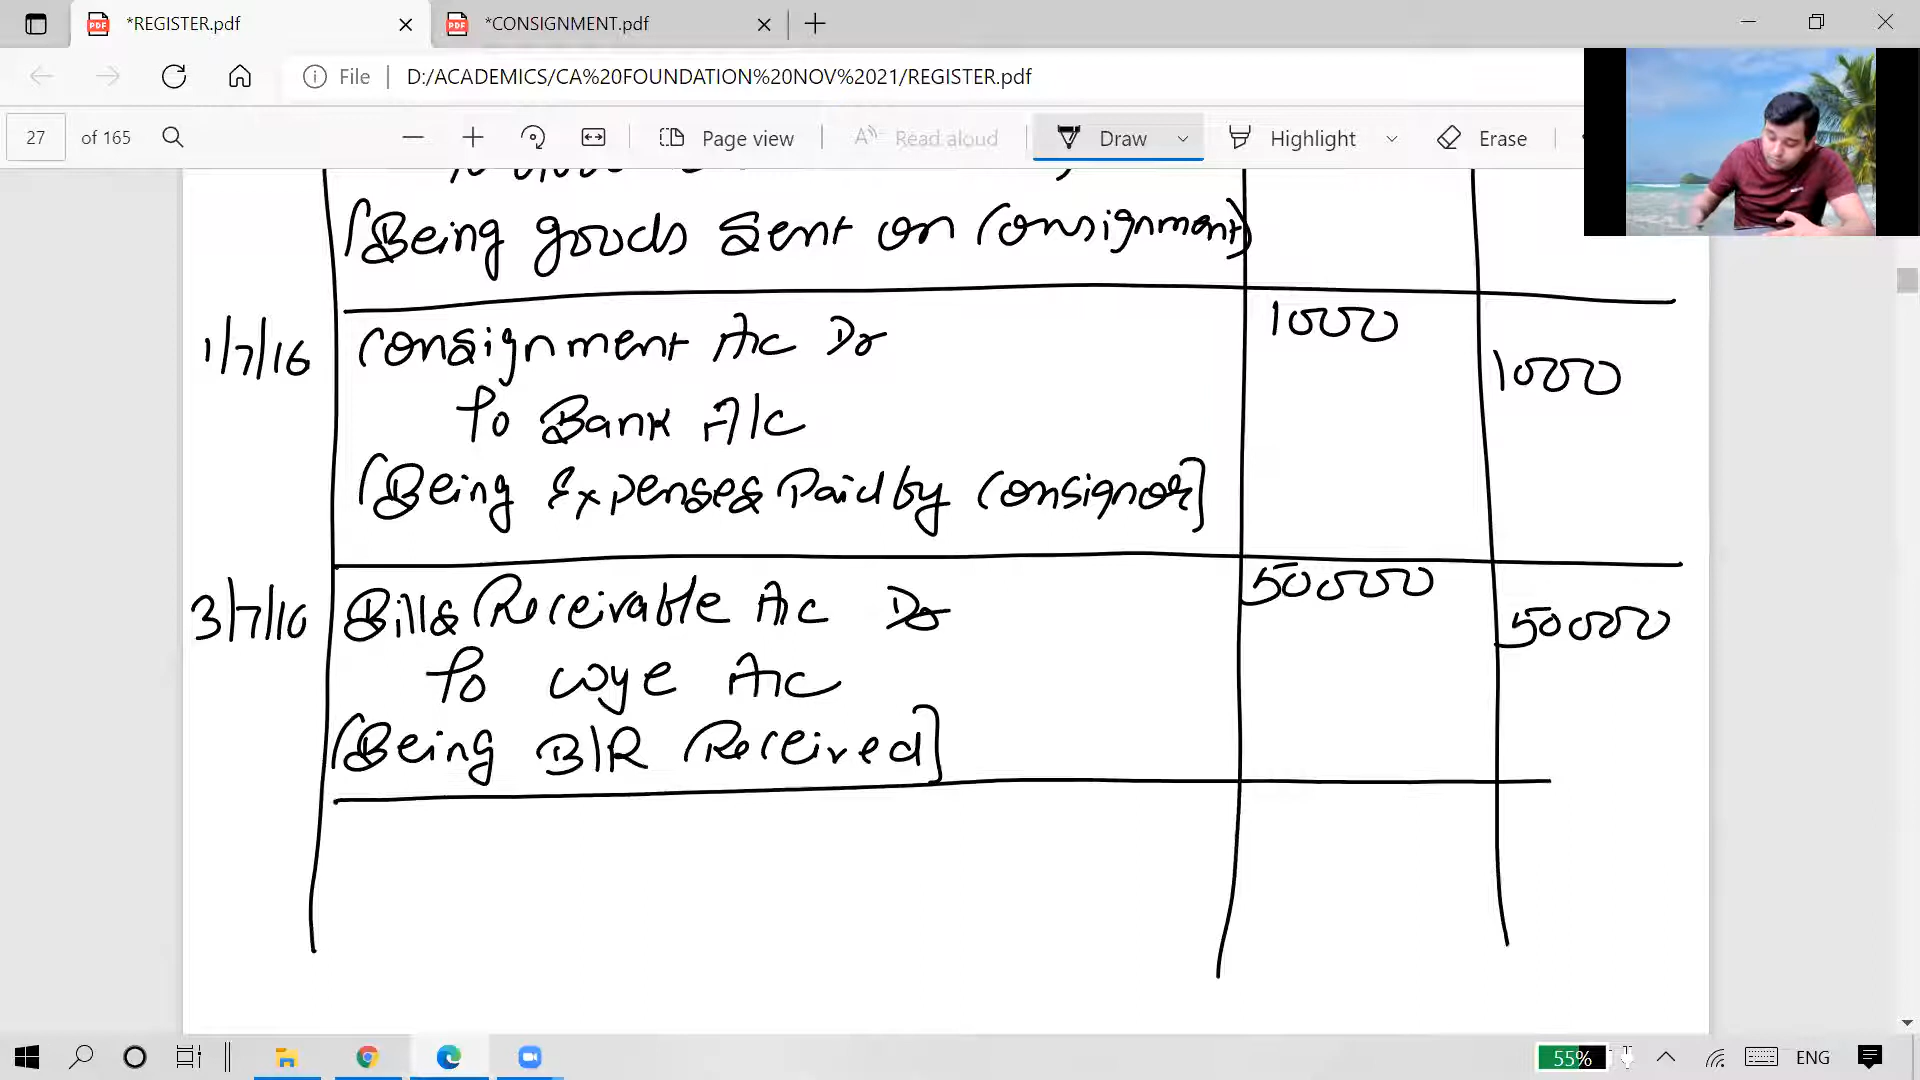 *REGISTER.pdf
*CONSIGNMENT.pdf
File
D:/ACADEMICS/CA%20FOUNDATION%20NOV%2021/REGISTER.pdf
27 of 165
Page view
Read aloud
Draw
Highlight
Erase
(Being goods sent on Consignment)
1/7/16 Consignment A/c Dr 1000
1000
To Bank A/c
(Being Expenses Paid by Consignor]
3/7/16 Bills Receivable A/c Dr 50000
50000
To Coye A/c
(Being B/R Received]
55%
ENG